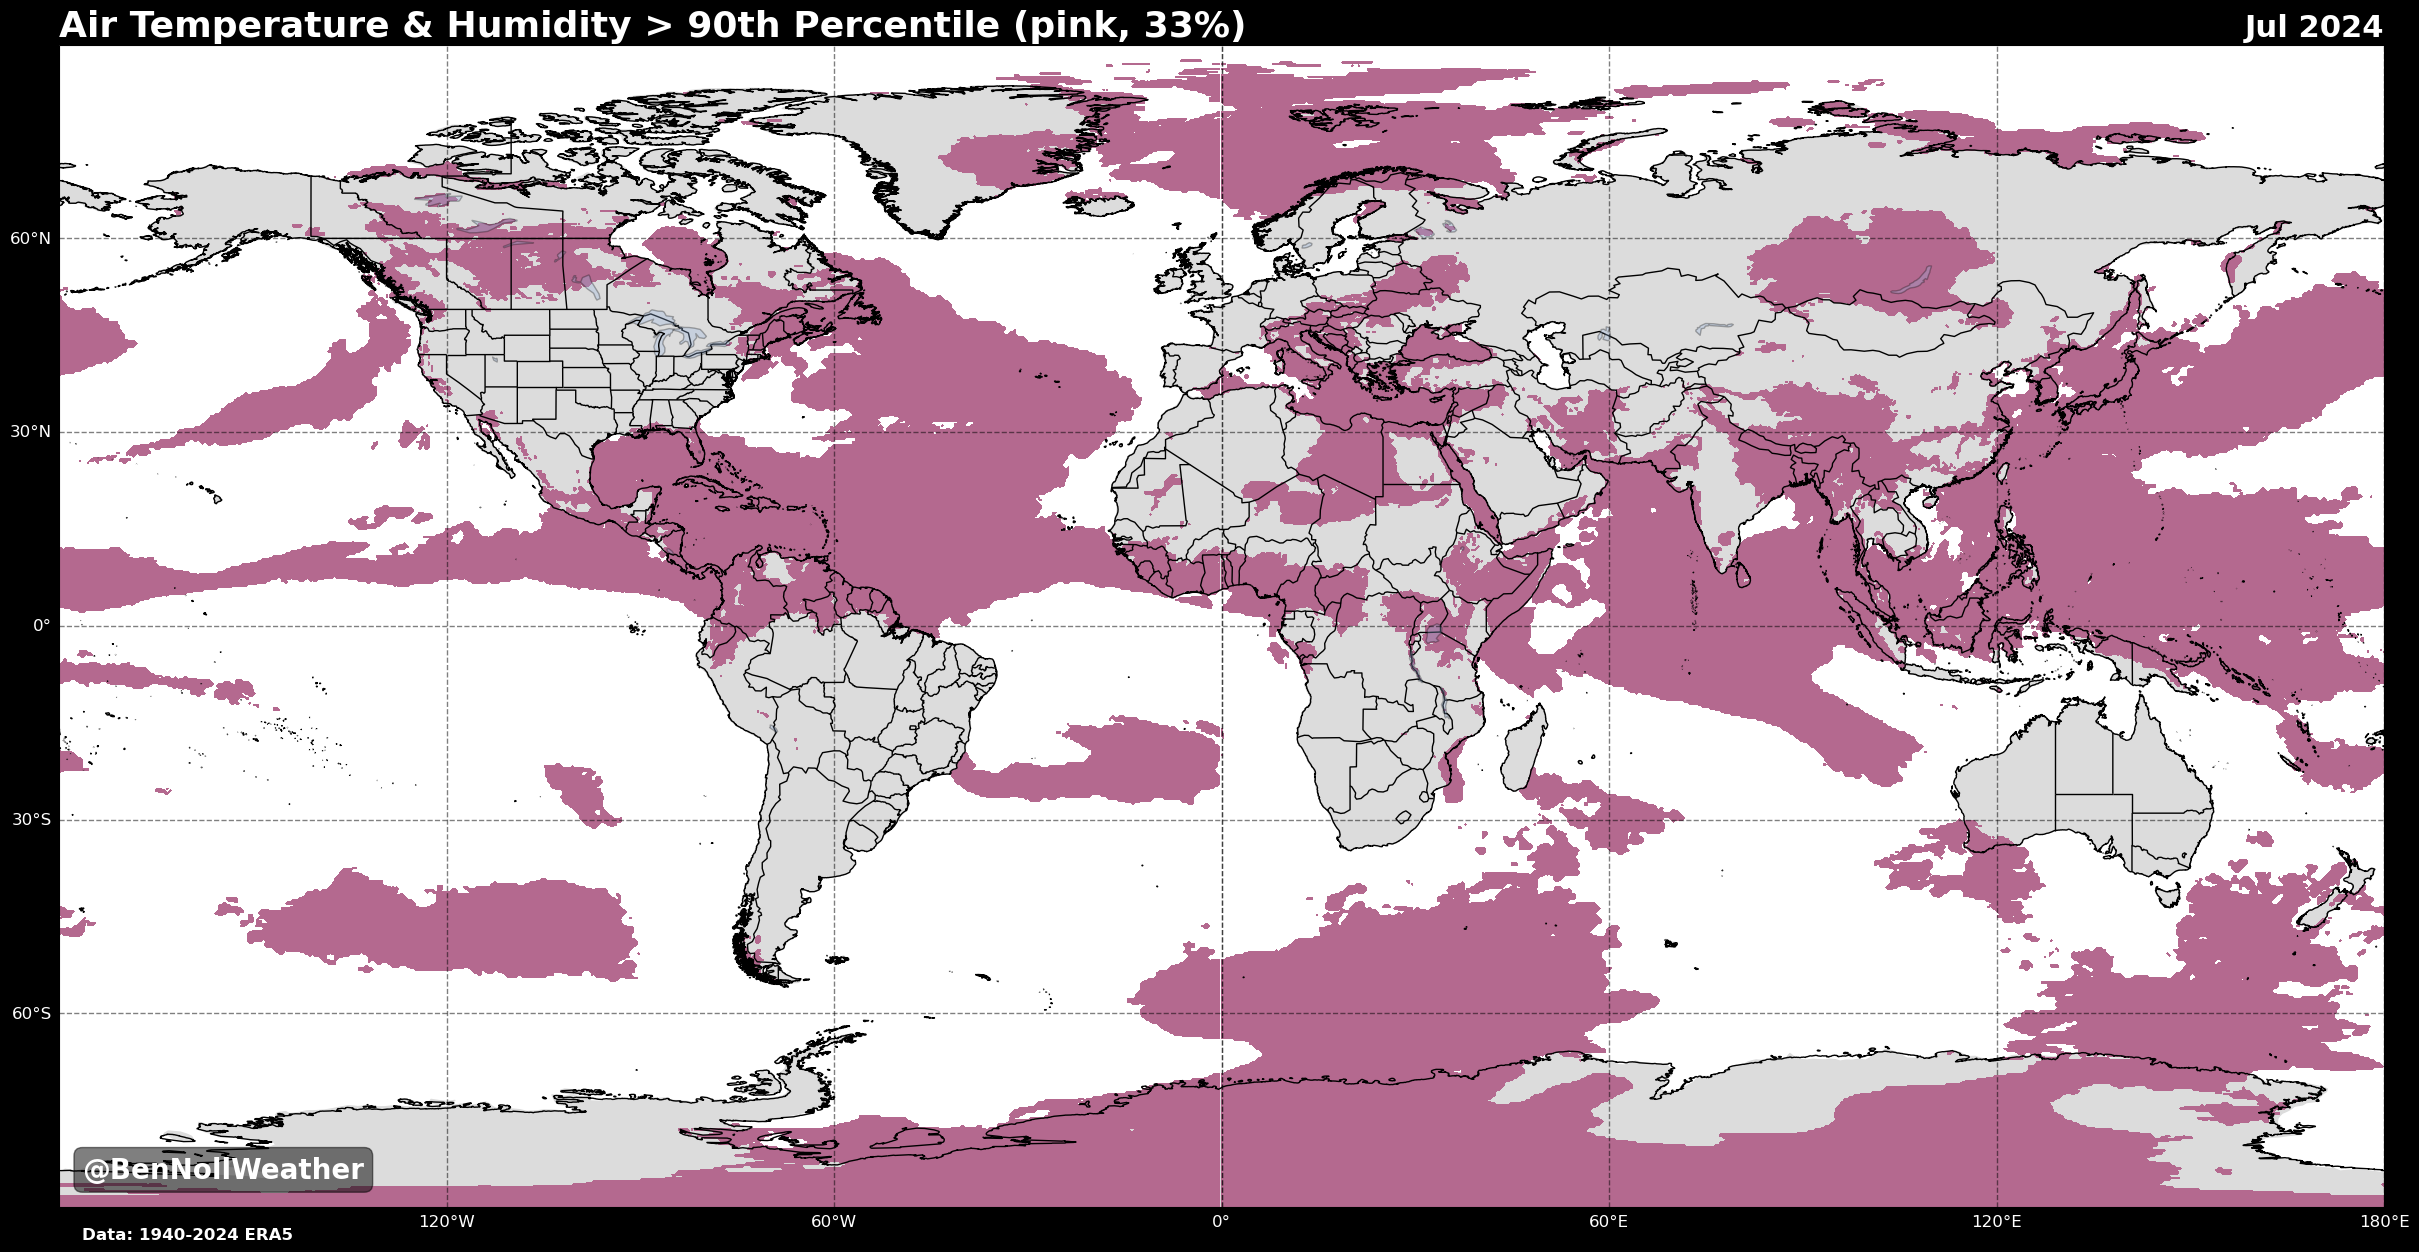 Air Temperature & Humidity > 90th Percentile (pink, 33%)
Jul 2024
60°N
30°N
0°
30°S
60°S
@BenNollWeather
120°W
60°W
0°
60°E
120°E
180°E
Data: 1940-2024 ERA5